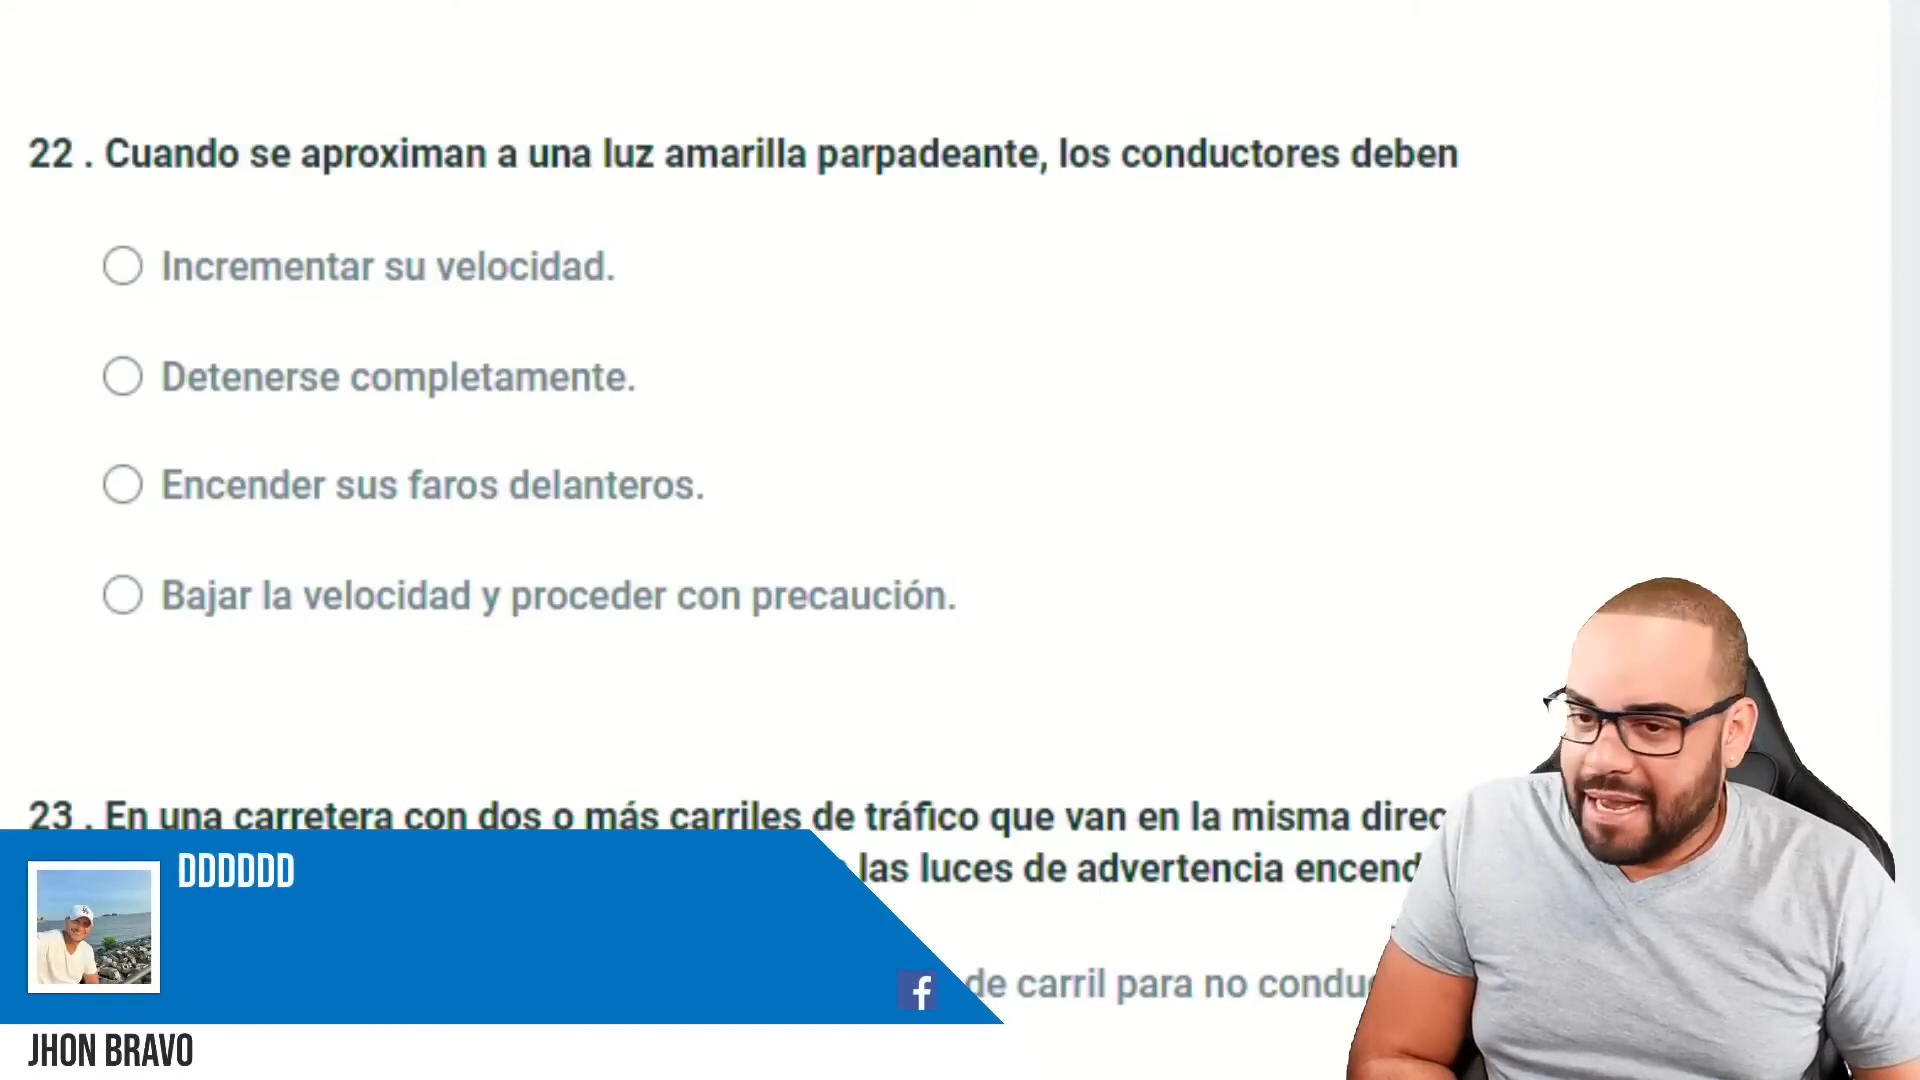 22 . Cuando se aproximan a una luz amarilla parpadeante, los conductores deben
Incrementar su velocidad.
Detenerse completamente.
Encender sus faros delanteros.
Bajar la velocidad y proceder con precaución.
23 . En una carretera con dos o más carriles de tráfico que van en la misma direc
las luces de advertencia encend
de carril para no condu
DDDDDD
f
JHON BRAVO